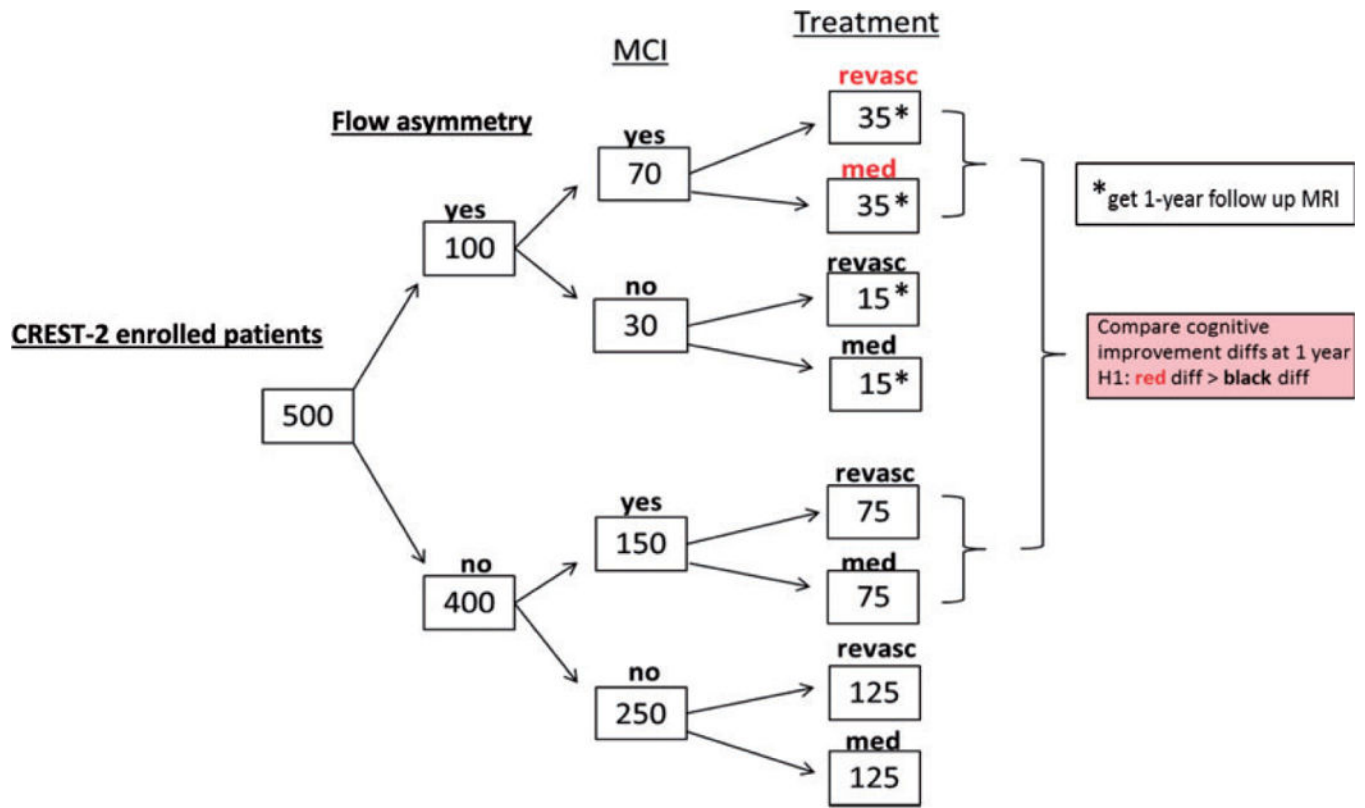 Treatment
MCI
revasc
Flow asymmetry
35*
yes
70
med
35*
*get 1-year follow up MRI
yes
100
revasc
15*
no
30
med
15*
CREST-2 enrolled patients
Compare cognitive
improvement diffs at 1 year
H1: red diff > black diff
500
revasc
75
yes
150
med
75
no
400
revasc
125
no
250
med
125